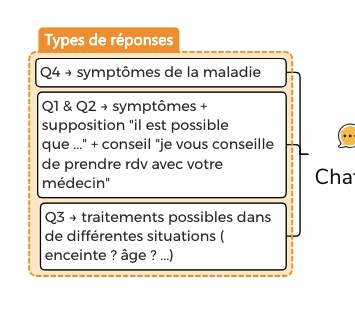 Types de réponses
Q4 → symptômes de la maladie
Q1 & Q2 → symptômes +
supposition "il est possible
que ..." + conseil "je vous conseille
de prendre rdv avec votre
médecin"
Chat
Q3 → traitements possibles dans
de différentes situations (
enceinte ? âge ? ...)